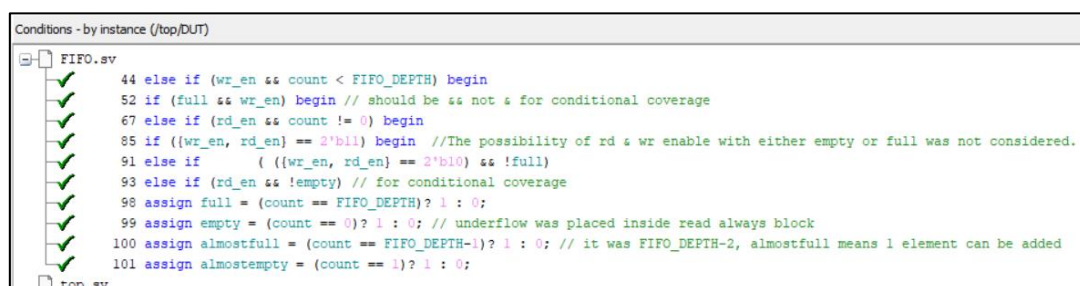 Conditions - by instance (/top/DUT)
FIFO.sv
44 else if (wr_en && count < FIFO_DEPTH) begin
52 if (full && wr_en) begin // should be && not & for conditional coverage
67 else if (rd_en && count != 0) begin
85 if ({wr_en, rd_en} == 2'b11) begin //The possibility of rd & wr enable with either empty or full was not considered.
91 else if ( ({wr_en, rd_en} == 2'b10) && !full)
93 else if (rd_en && !empty) // for conditional coverage
98 assign full = (count == FIFO_DEPTH)? 1 : 0;
99 assign empty = (count == 0)? 1 : 0; // underflow was placed inside read always block
100 assign almostfull = (count == FIFO_DEPTH-1)? 1 : 0; // it was FIFO_DEPTH-2, almostfull means 1 element can be added
101 assign almostempty = (count == 1)? 1 : 0;
top.sv